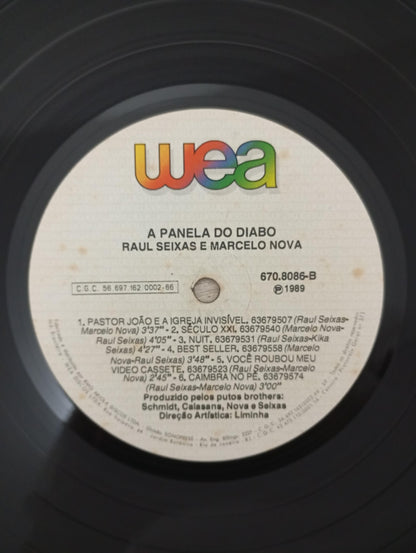 wea
A PANELA DO DIABO
RAUL SEIXAS E MARCELO NOVA
670.8086-B
C.G.C. 56 697.162 0002-66
℗1989
1. PASTOR JOÃO E A IGREJA INVISÍVEL, 63679507 (Raul Seixas-
Marcelo Nova) 3'37" - 2. SÉCULO XXI, 63679540 (Marcelo Nova-
Raul Seixas) 4'05" - 3. NUIT, 63679531 (Raul Seixas-Kika
Seixas) 4'27" - 4. BEST SELLER, 63679558 (Marcelo
Nova-Raul Seixas) 3'48" - 5. VOCÊ ROUBOU MEU
VIDEO CASSETE, 63679523 (Raul Seixas-Marcelo
Nova) 2'45" - 6. CAIMBRA NO PÉ, 63679574
(Raul Seixas-Marcelo Nova) 3'00"
Produzido pelos putos brothers:
Schmidt, Calasans, Nova e Seixas
Direção Artística: Liminha